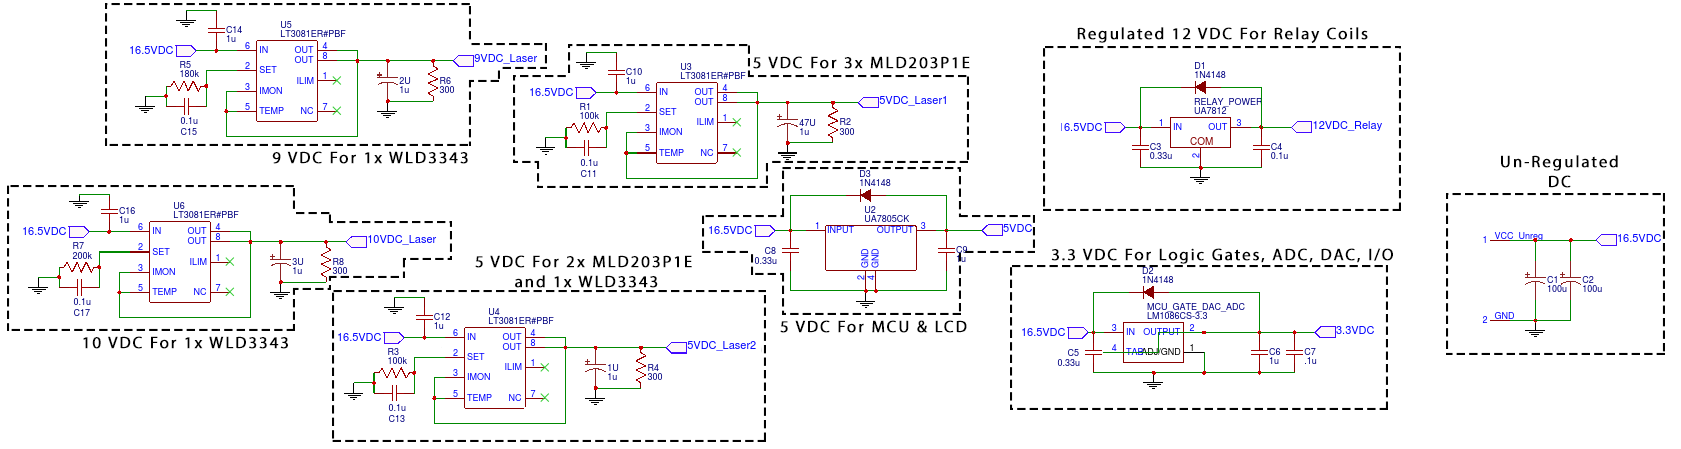 U5
LT3081ER#PBF
C14
1u
16.5VDC
6 IN
OUT 4
OUT 8
R5
180k
2 SET
ILIM 1
3 IMON
5 TEMP
NC 7
0.1u
C15
2U
1u
R6
300
9VDC_Laser
9 VDC For 1x WLD3343
5 VDC For 3x MLD203P1E
U3
LT3081ER#PBF
C10
1u
16.5VDC
6 IN
OUT 4
OUT 8
R1
100k
2 SET
ILIM 1
3 IMON
5 TEMP
NC 7
0.1u
C11
47U
1u
R2
300
5VDC_Laser1
Regulated 12 VDC For Relay Coils
D1
1N4148
RELAY_POWER
UA7812
16.5VDC
1 IN
OUT 3
COM
2
C3
0.33u
C4
0.1u
12VDC_Relay
Un-Regulated
DC
1 VCC_Unreg
16.5VDC
C1
100u
C2
100u
2 GND
U6
LT3081ER#PBF
C16
1u
16.5VDC
6 IN
OUT 4
OUT 8
R7
200k
2 SET
ILIM 1
3 IMON
5 TEMP
NC 7
0.1u
C17
3U
1u
R8
300
10VDC_Laser
10 VDC For 1x WLD3343
5 VDC For 2x MLD203P1E
and 1x WLD3343
U4
LT3081ER#PBF
C12
1u
16.5VDC
6 IN
OUT 4
OUT 8
R3
100k
2 SET
ILIM 1
3 IMON
5 TEMP
NC 7
0.1u
C13
1U
1u
R4
300
5VDC_Laser2
D3
1N4148
U2
UA7805CK
16.5VDC
1 INPUT
OUTPUT 3
GND
GND
2
4
C8
0.33u
C9
1u
5VDC
5 VDC For MCU & LCD
3.3 VDC For Logic Gates, ADC, DAC, I/O
D2
1N4148
MCU_GATE_DAC_ADC
LM1086CS-3.3
16.5VDC
3 IN
OUTPUT 2
4 TAB
ADJ/GND 1
C5
0.33u
C6
1u
C7
.1u
3.3VDC